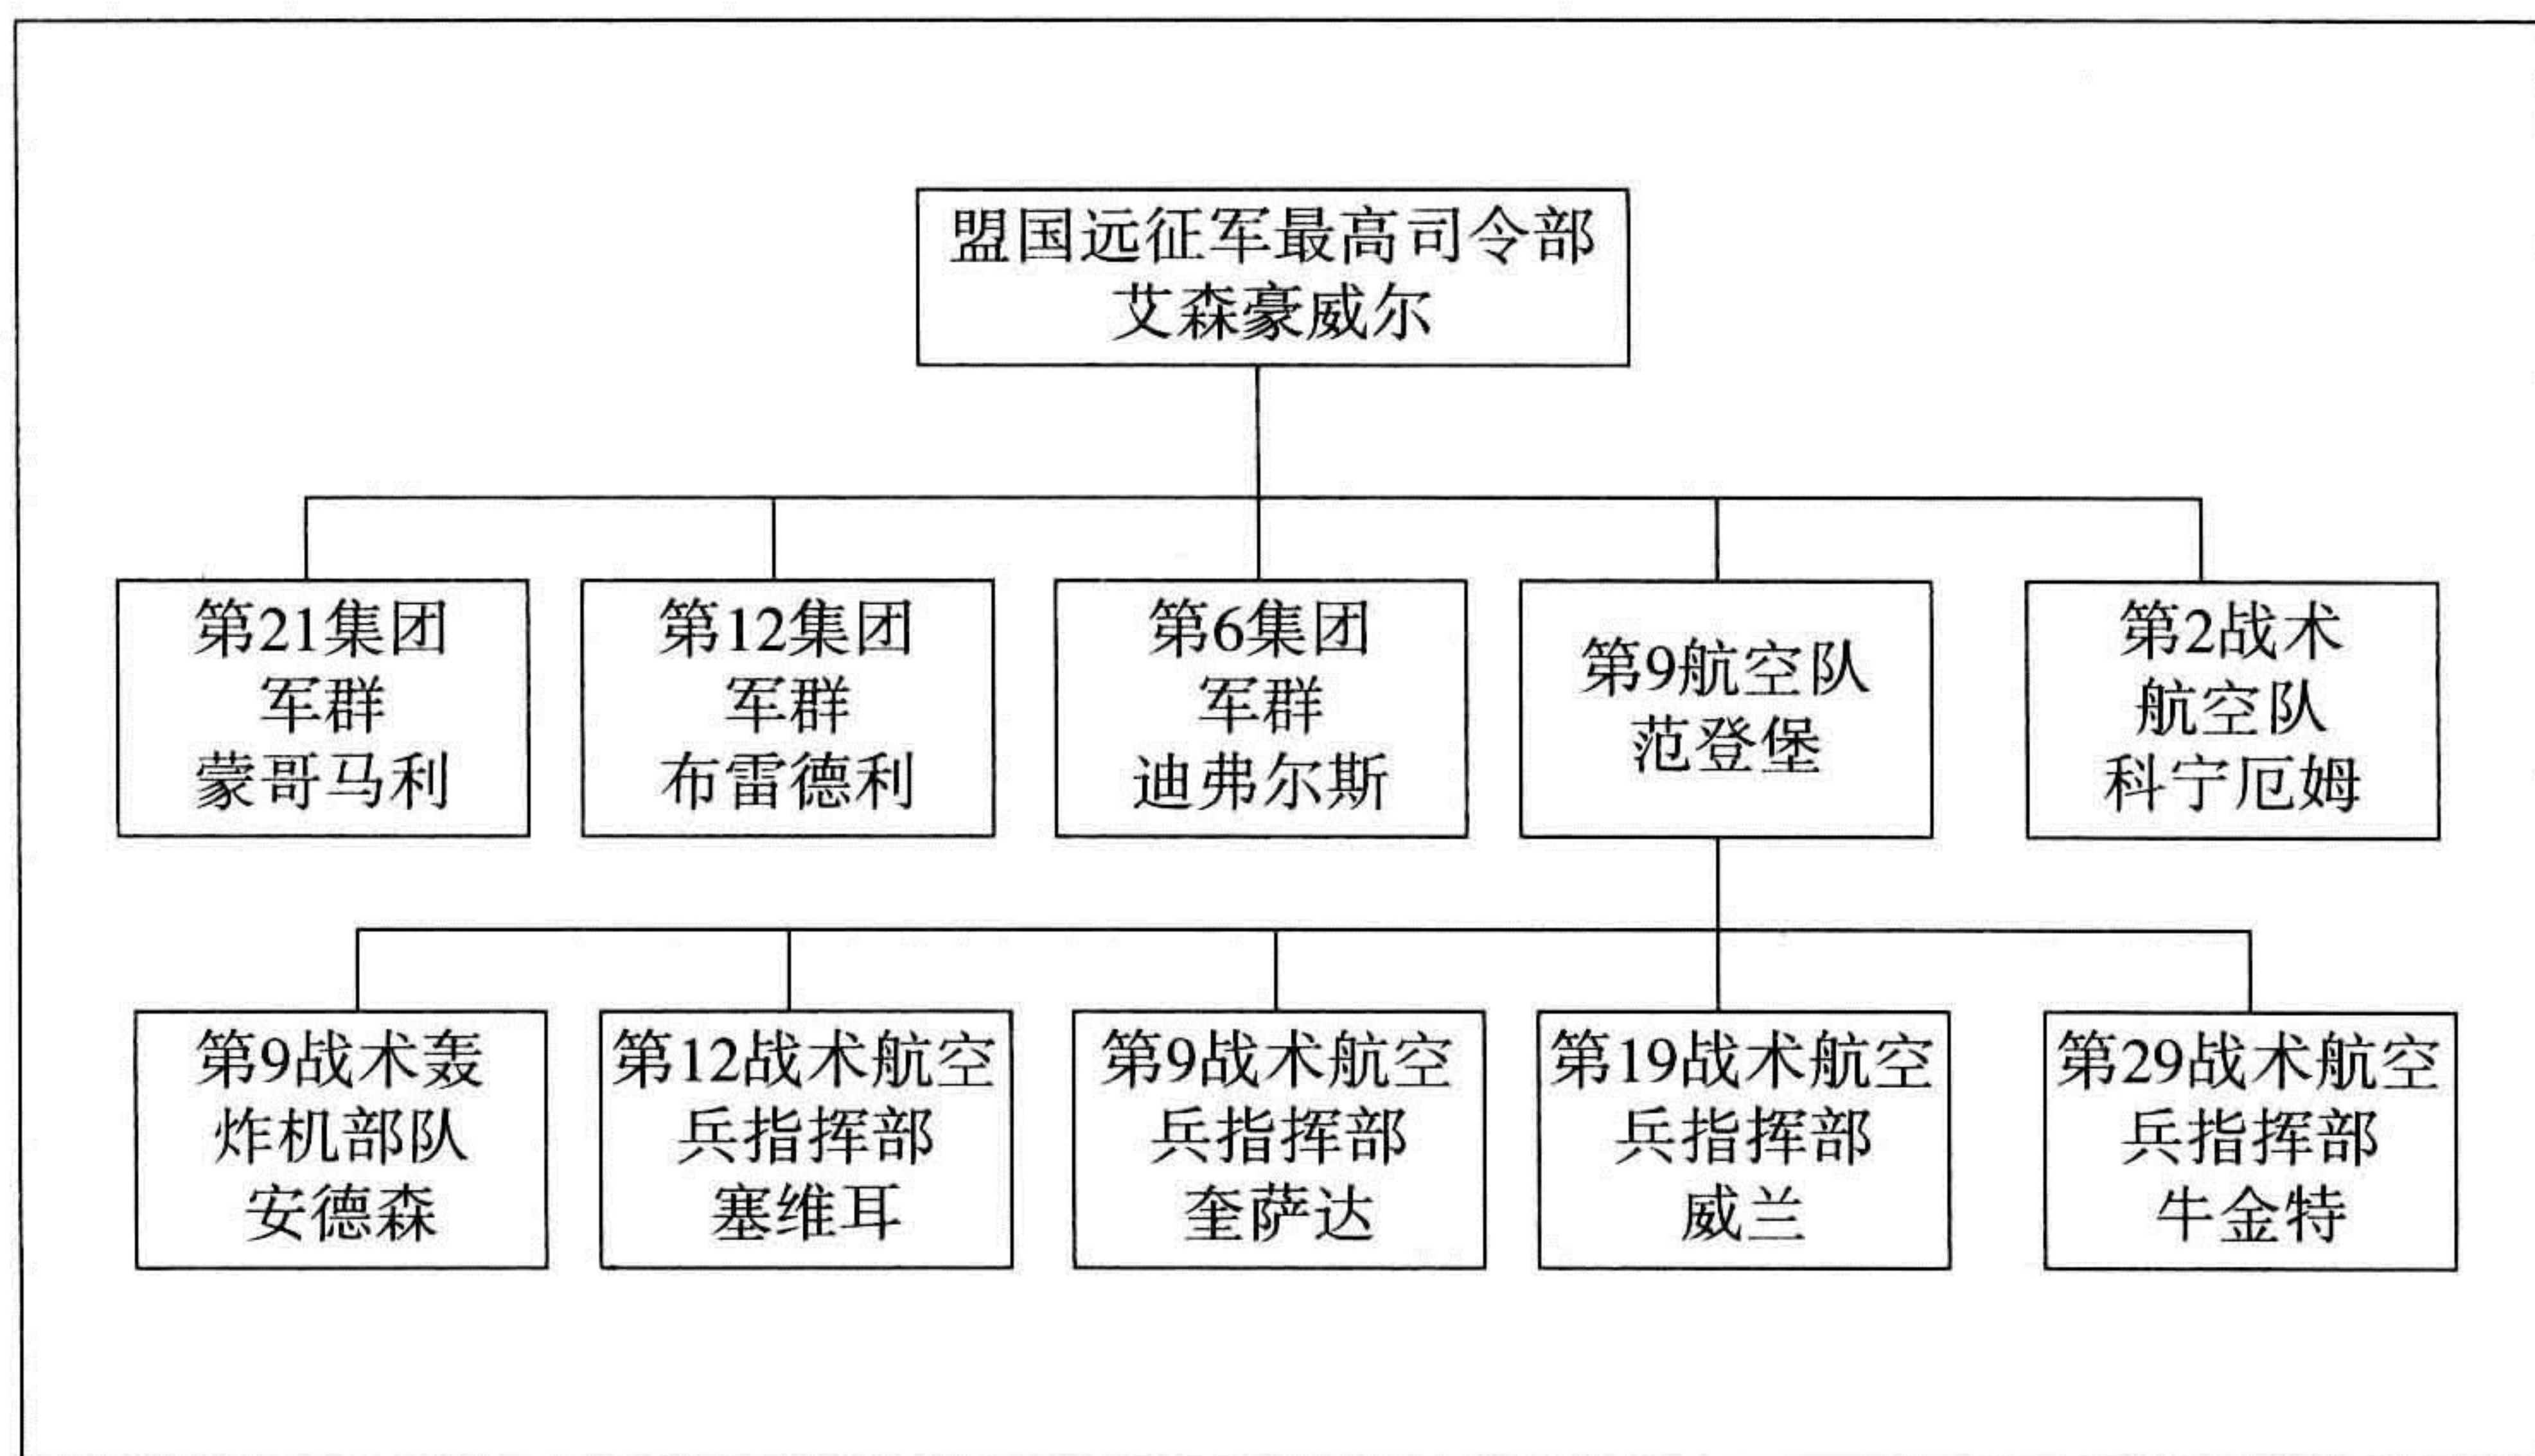 盟国远征军最高司令部
艾森豪威尔
第21集团
军群
蒙哥马利
第12集团
军群
布雷德利
第6集团
军群
迪弗尔斯
第9航空队
范登堡
第2战术
航空队
科宁厄姆
第9战术轰
炸机部队
安德森
第12战术航空
兵指挥部
塞维耳
第9战术航空
兵指挥部
奎萨达
第19战术航空
兵指挥部
威兰
第29战术航空
兵指挥部
牛金特